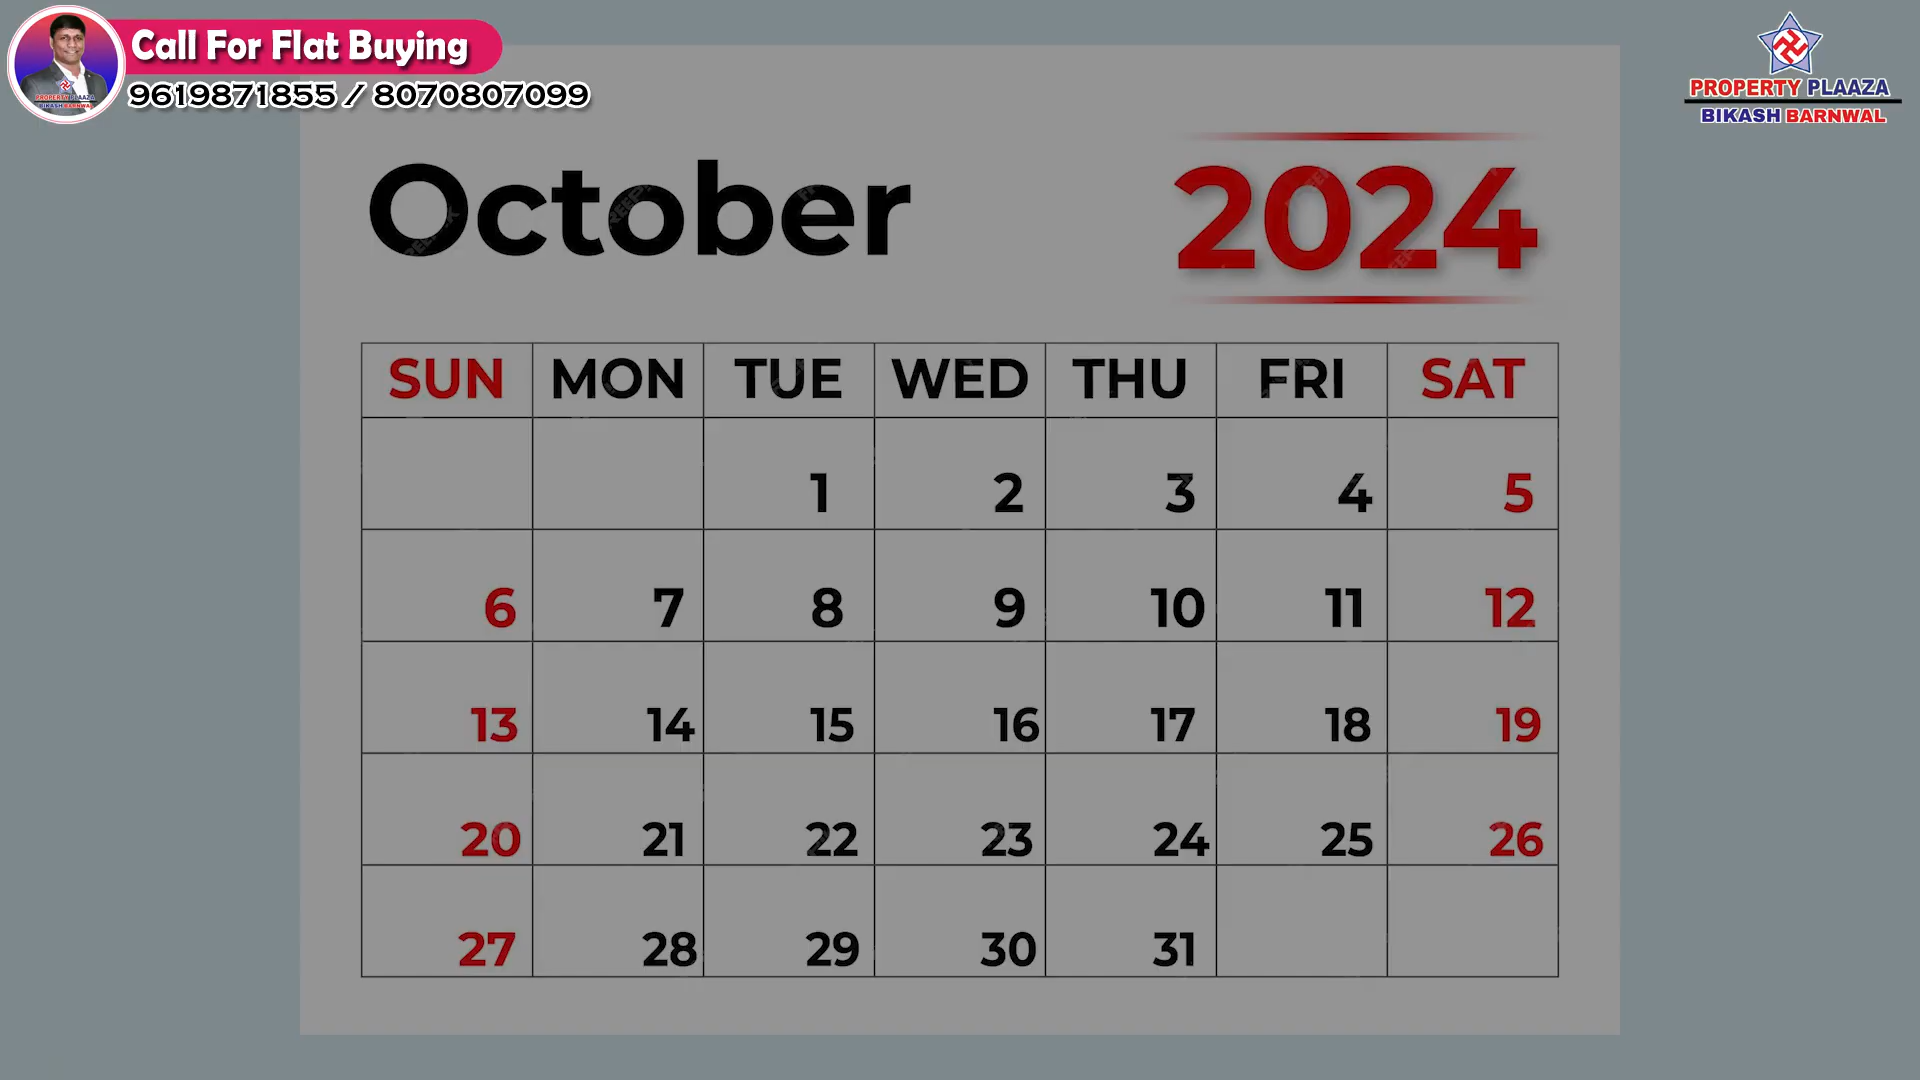 Call For Flat Buying
9619871855 / 8070807099
PROPERTY PLAAZA
BIKASH BARNWAL
October 2024
SUN MON TUE WED THU FRI SAT
1 2 3 4 5
6 7 8 9 10 11 12
13 14 15 16 17 18 19
20 21 22 23 24 25 26
27 28 29 30 31